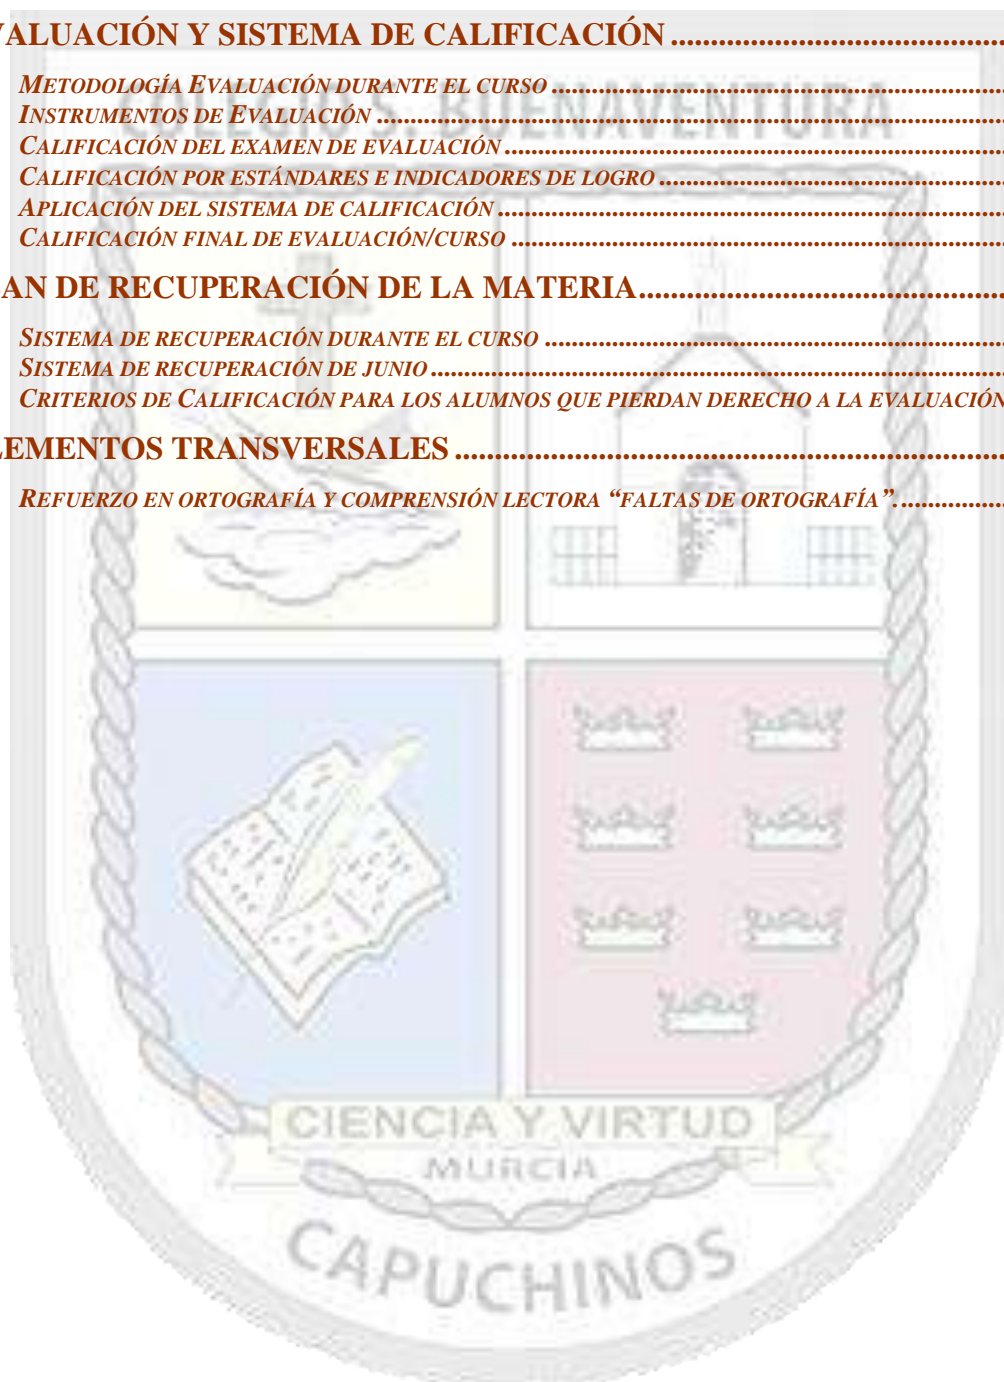 VALUACIÓN Y SISTEMA DE CALIFICACIÓN
METODOLOGÍA EVALUACIÓN DURANTE EL CURSO
INSTRUMENTOS DE EVALUACIÓN
CALIFICACIÓN DEL EXAMEN DE EVALUACIÓN
CALIFICACIÓN POR ESTÁNDARES E INDICADORES DE LOGRO
APLICACIÓN DEL SISTEMA DE CALIFICACIÓN
CALIFICACIÓN FINAL DE EVALUACIÓN/CURSO
AN DE RECUPERACIÓN DE LA MATERIA
SISTEMA DE RECUPERACIÓN DURANTE EL CURSO
SISTEMA DE RECUPERACIÓN DE JUNIO
CRITERIOS DE CALIFICACIÓN PARA LOS ALUMNOS QUE PIERDAN DERECHO A LA EVALUACIÓN
LEMENTOS TRANSVERSALES
REFUERZO EN ORTOGRAFÍA Y COMPRENSIÓN LECTORA “FALTAS DE ORTOGRAFÍA”.
COLEGIO S. BUENAVENTURA
CIENCIA Y VIRTUD
MURCIA
CAPUCHINOS